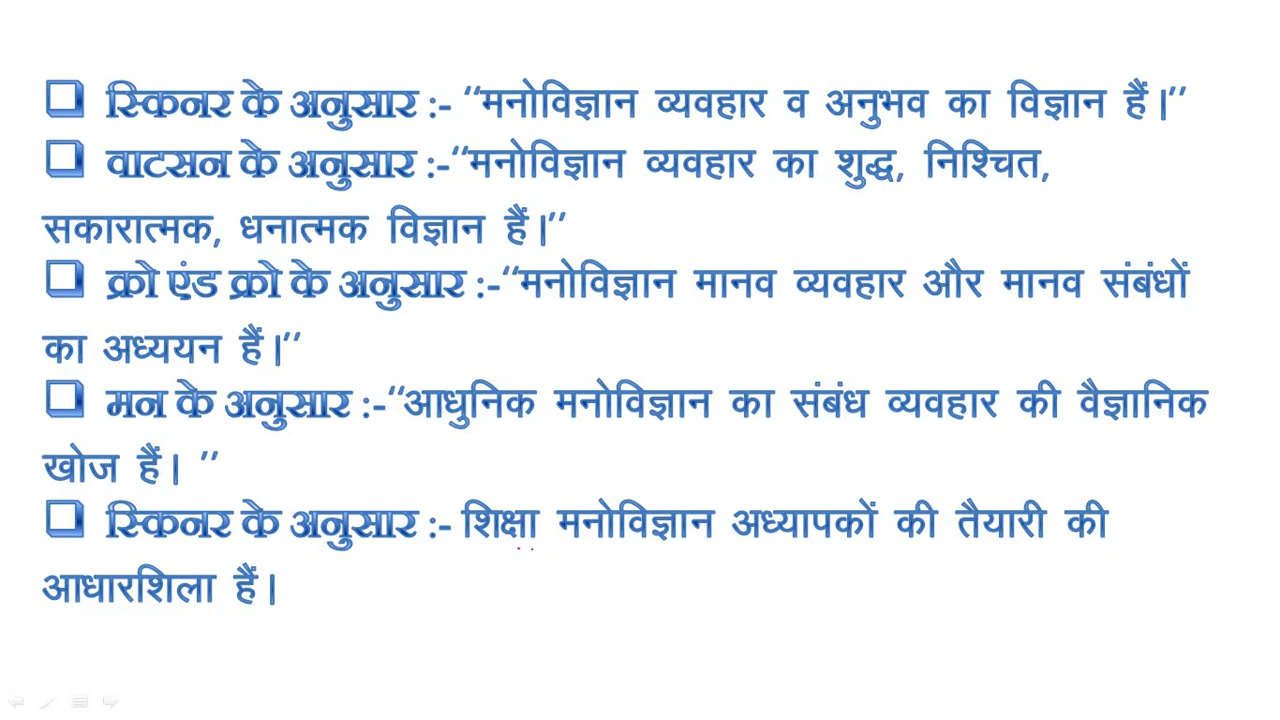 स्किनर के अनुसार :- ‘‘मनोविज्ञान व्यवहार व अनुभव का विज्ञान हैं।’’
वाटसन के अनुसार :-‘‘मनोविज्ञान व्यवहार का शुद्ध, निश्चित,
सकारात्मक, धनात्मक विज्ञान हैं।’’
क्रो एंड क्रो के अनुसार :-‘‘मनोविज्ञान मानव व्यवहार और मानव संबंधों
का अध्ययन हैं।’’
मन के अनुसार :-‘‘आधुनिक मनोविज्ञान का संबंध व्यवहार की वैज्ञानिक
खोज हैं। ’’
स्किनर के अनुसार :- शिक्षा मनोविज्ञान अध्यापकों की तैयारी की
आधारशिला हैं।